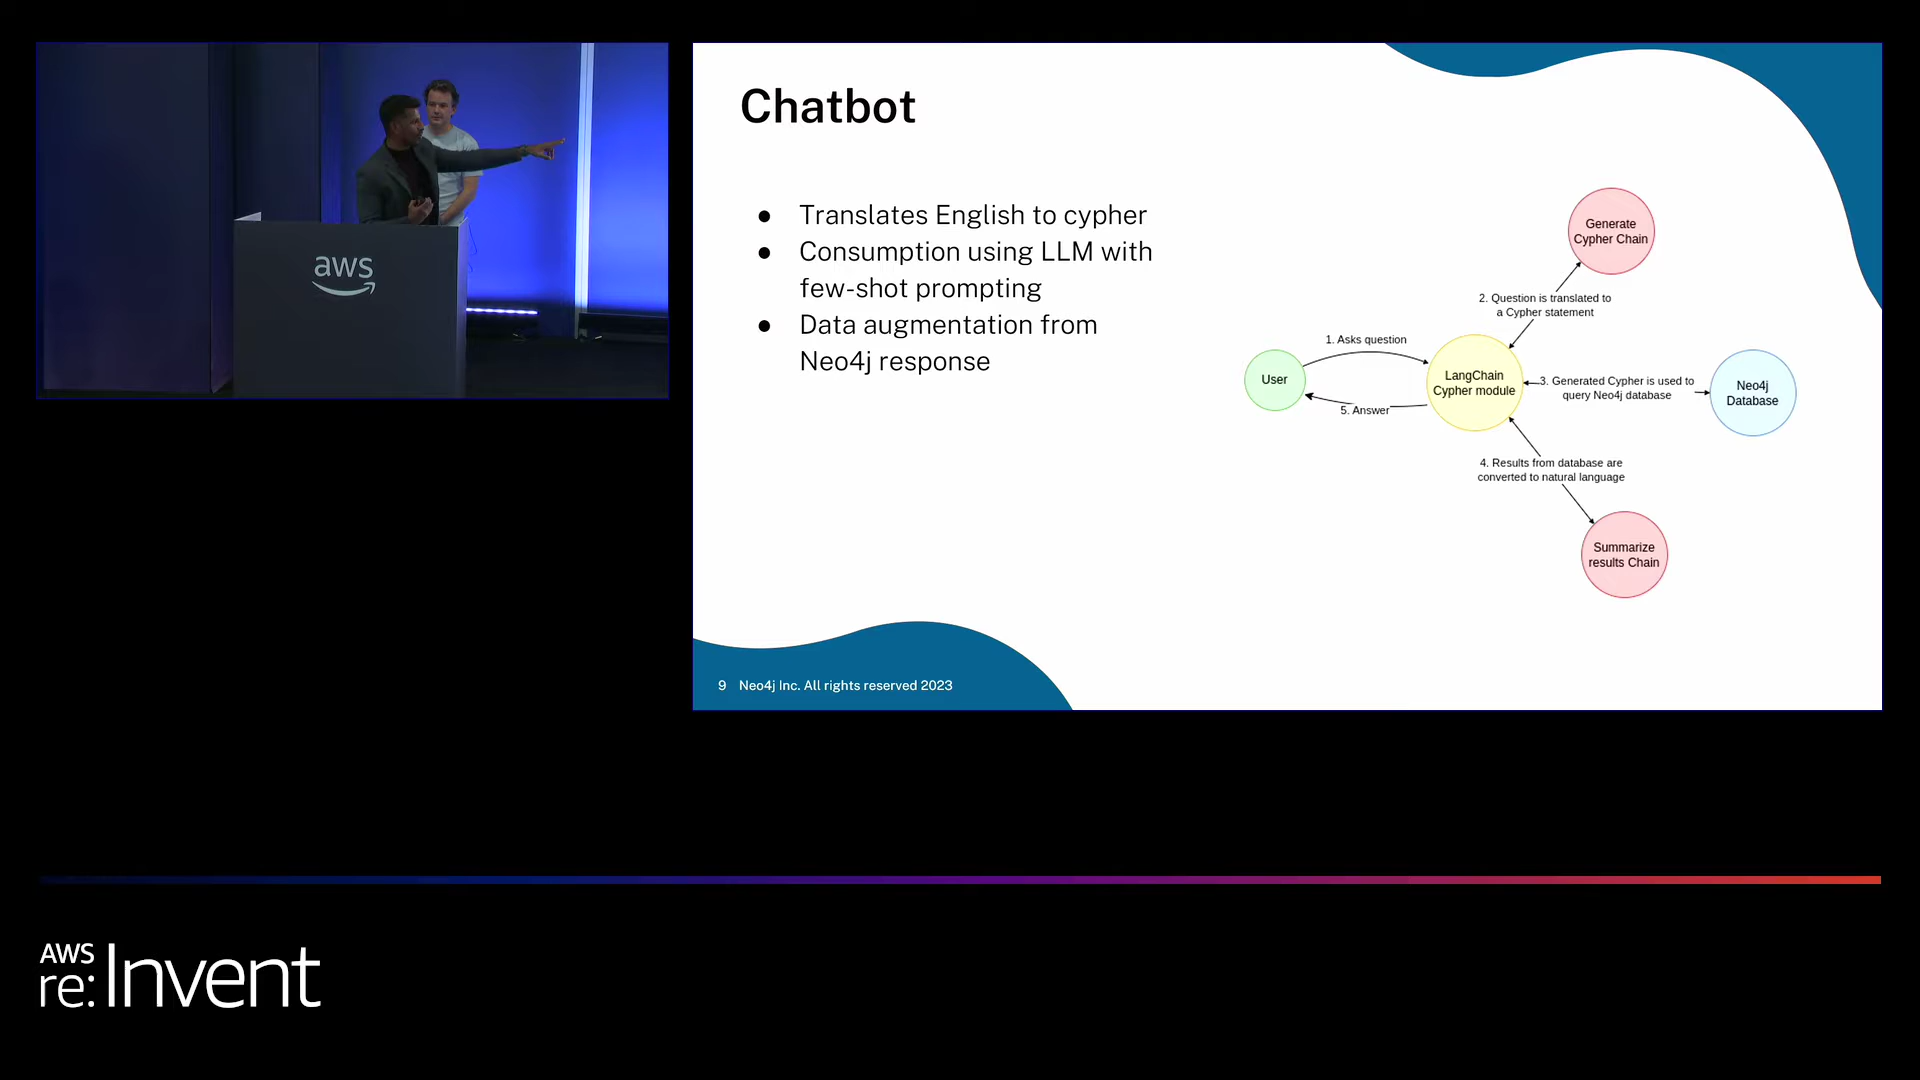 aws
Chatbot
● Translates English to cypher
● Consumption using LLM with
few-shot prompting
● Data augmentation from
Neo4j response
Generate
Cypher Chain
2. Question is translated to
a Cypher statement
1. Asks question
User
LangChain
Cypher module
3. Generated Cypher is used to
query Neo4j database
Neo4j
Database
5. Answer
4. Results from database are
converted to natural language
Summarize
results Chain
9 Neo4j Inc. All rights reserved 2023
AWS
re:Invent